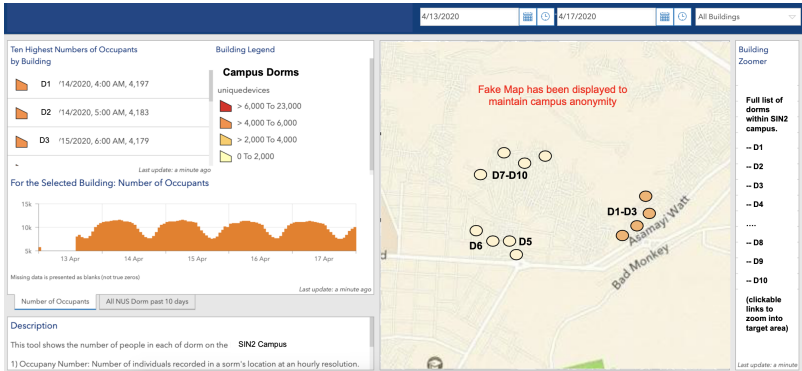 4/13/2020
4/17/2020
All Buildings
Ten Highest Numbers of Occupants
by Building
D1 '14/2020, 4:00 AM, 4,197
D2 '14/2020, 5:00 AM, 4,183
D3 '15/2020, 6:00 AM, 4,179
Last update: a minute ago
Building Legend
Campus Dorms
uniquedevices
> 6,000 To 23,000
> 4,000 To 6,000
> 2,000 To 4,000
0 To 2,000
For the Selected Building: Number of Occupants
15k
10k
5k
13 Apr
14 Apr
15 Apr
16 Apr
17 Apr
Missing data is presented as blanks (not true zeros)
Last update: a minute ago
Number of Occupants
All NUS Dorm past 10 days
Description
This tool shows the number of people in each of dorm on the SIN2 Campus
1) Occupany Number: Number of individuals recorded in a sorm's location at an hourly resolution.
Fake Map has been displayed to
maintain campus anonymity
D7-D10
D1-D3
D6
D5
Asamayi Watt
Bad Monkey
Building
Zoomer
Full list of
dorms
within SIN2
campus.
-- D1
-- D2
-- D3
-- D4
....
-- D8
-- D9
-- D10
(clickable
links to
zoom into
target area)
Last update: a minute